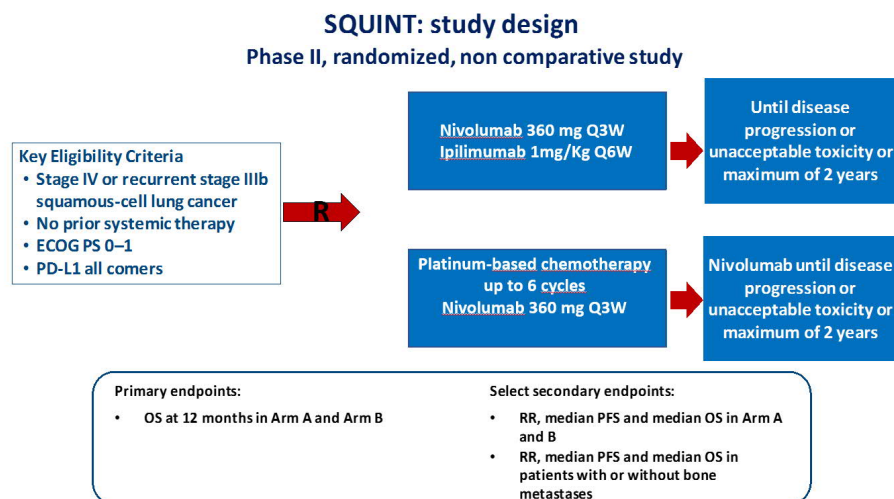 SQUINT: study design
Phase II, randomized, non comparative study
Key Eligibility Criteria
• Stage IV or recurrent stage IIIb
squamous-cell lung cancer
• No prior systemic therapy
• ECOG PS 0–1
• PD-L1 all comers
R
Nivolumab 360 mg Q3W
Ipilimumab 1mg/Kg Q6W
Until disease
progression or
unacceptable toxicity or
maximum of 2 years
Platinum-based chemotherapy
up to 6 cycles
Nivolumab 360 mg Q3W
Nivolumab until disease
progression or
unacceptable toxicity or
maximum of 2 years
Primary endpoints:
• OS at 12 months in Arm A and Arm B
Select secondary endpoints:
• RR, median PFS and median OS in Arm A
and B
• RR, median PFS and median OS in
patients with or without bone
metastases